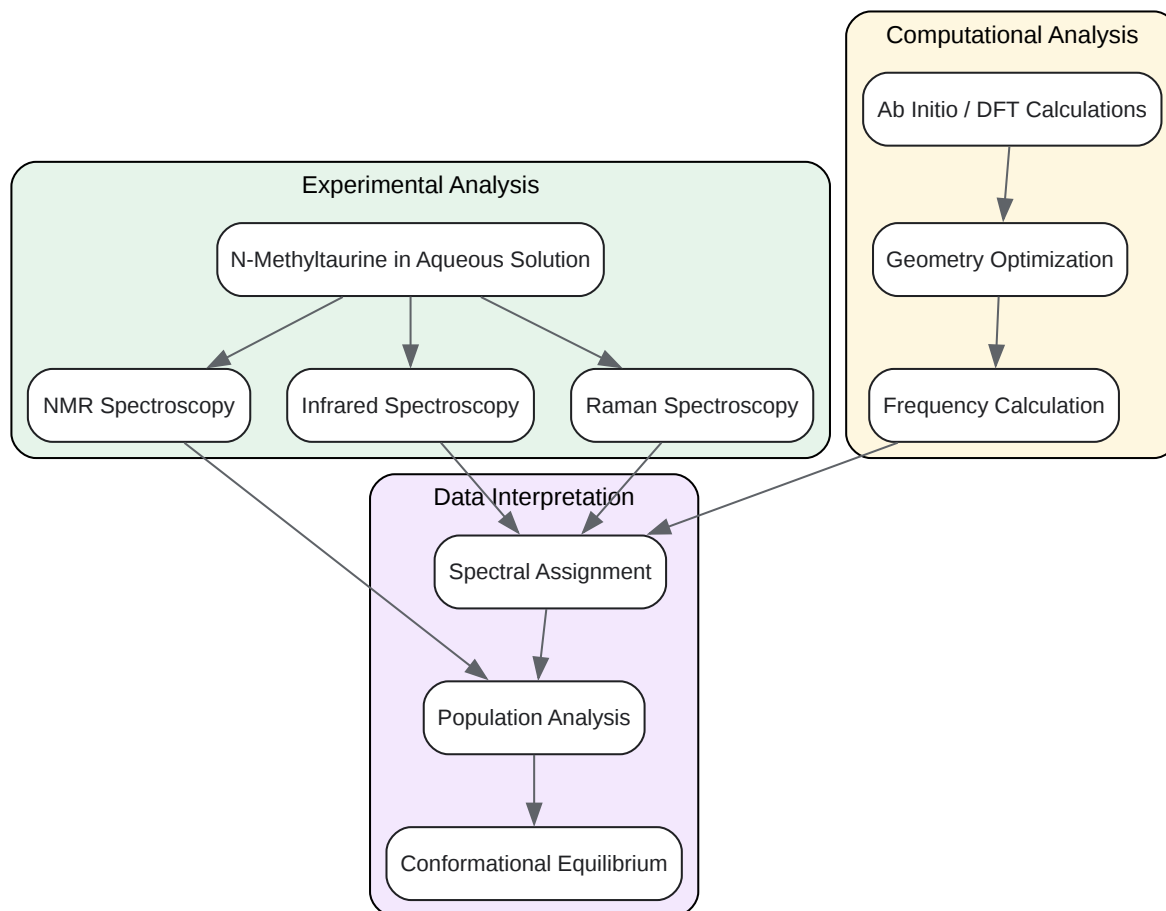 Computational Analysis
Ab Initio / DFT Calculations
Experimental Analysis
N-Methyltaurine in Aqueous Solution
Geometry Optimization
NMR Spectroscopy
Infrared Spectroscopy
Raman Spectroscopy
Frequency Calculation
Data Interpretation
Spectral Assignment
Population Analysis
Conformational Equilibrium